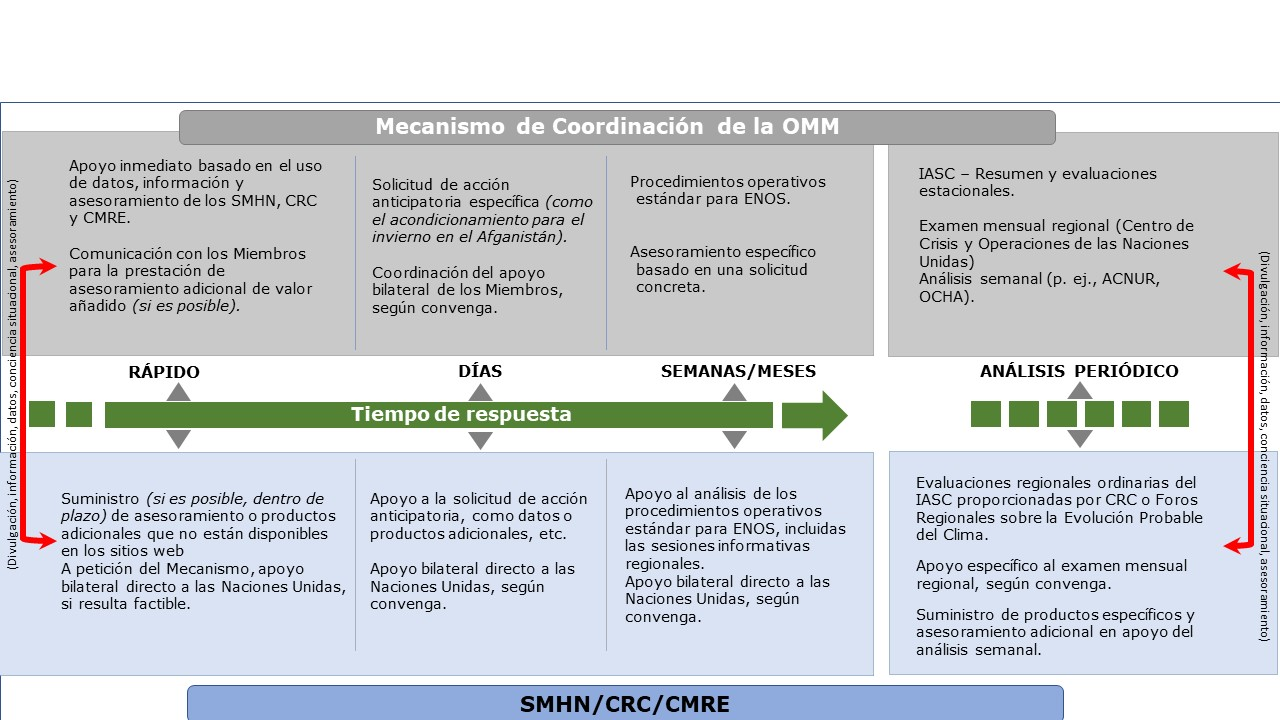 Mecanismo de Coordinación de la OMM
Apoyo inmediato basado en el uso
de datos, información y
asesoramiento de los SMHN, CRC
y CMRE.
Comunicación con los Miembros
para la prestación de
asesoramiento adicional de valor
añadido (si es posible).
Solicitud de acción
anticipatoria específica (como
el acondicionamiento para el
invierno en el Afganistán).
Coordinación del apoyo
bilateral de los Miembros,
según convenga.
Procedimientos operativos
estándar para ENOS.
Asesoramiento específico
basado en una solicitud
concreta.
IASC – Resumen y evaluaciones
estacionales.
Examen mensual regional (Centro de
Crisis y Operaciones de las Naciones
Unidas)
Análisis semanal (p. ej., ACNUR,
OCHA).
(Divulgación, información, datos, conciencia situacional, asesoramiento)
(Divulgación, información, datos, conciencia situacional, asesoramiento)
RÁPIDO
DÍAS
SEMANAS/MESES
ANÁLISIS PERIÓDICO
Tiempo de respuesta
Suministro (si es posible, dentro de
plazo) de asesoramiento o productos
adicionales que no están disponibles
en los sitios web
A petición del Mecanismo, apoyo
bilateral directo a las Naciones Unidas,
si resulta factible.
Apoyo a la solicitud de acción
anticipatoria, como datos o
productos adicionales, etc.
Apoyo bilateral directo a las
Naciones Unidas, según
convenga.
Apoyo al análisis de los
procedimientos operativos
estándar para ENOS, incluidas
las sesiones informativas
regionales.
Apoyo bilateral directo a las
Naciones Unidas, según
convenga.
Evaluaciones regionales ordinarias del
IASC proporcionadas por CRC o Foros
Regionales sobre la Evolución Probable
del Clima.
Apoyo específico al examen mensual
regional, según convenga.
Suministro de productos específicos y
asesoramiento adicional en apoyo del
análisis semanal.
SMHN/CRC/CMRE